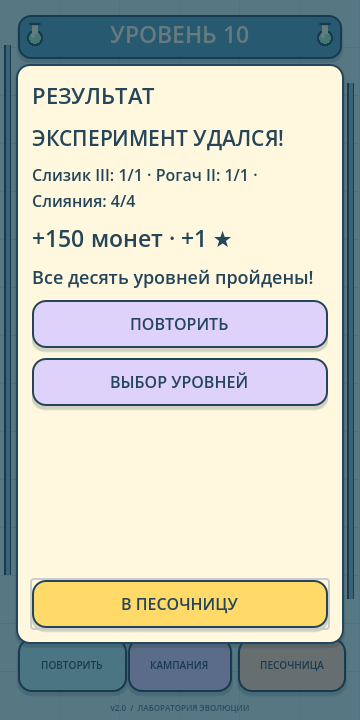 УРОВЕНЬ 10
РЕЗУЛЬТАТ
ЭКСПЕРИМЕНТ УДАЛСЯ!
Слизик III: 1/1 · Рогач II: 1/1 ·
Слияния: 4/4
+150 монет · +1 ★
Все десять уровней пройдены!
ПОВТОРИТЬ
ВЫБОР УРОВНЕЙ
В ПЕСОЧНИЦУ
ПОВТОРИТЬ
КАМПАНИЯ
ПЕСОЧНИЦА
v2.0 / ЛАБОРАТОРИЯ ЭВОЛЮЦИИ